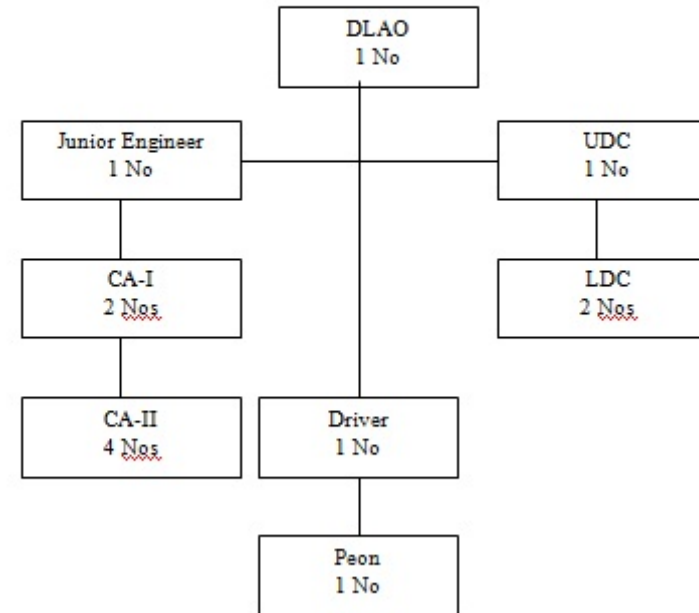 DLAO
1 No
Junior Engineer
1 No
UDC
1 No
CA-I
2 Nos
LDC
2 Nos
CA-II
4 Nos
Driver
1 No
Peon
1 No